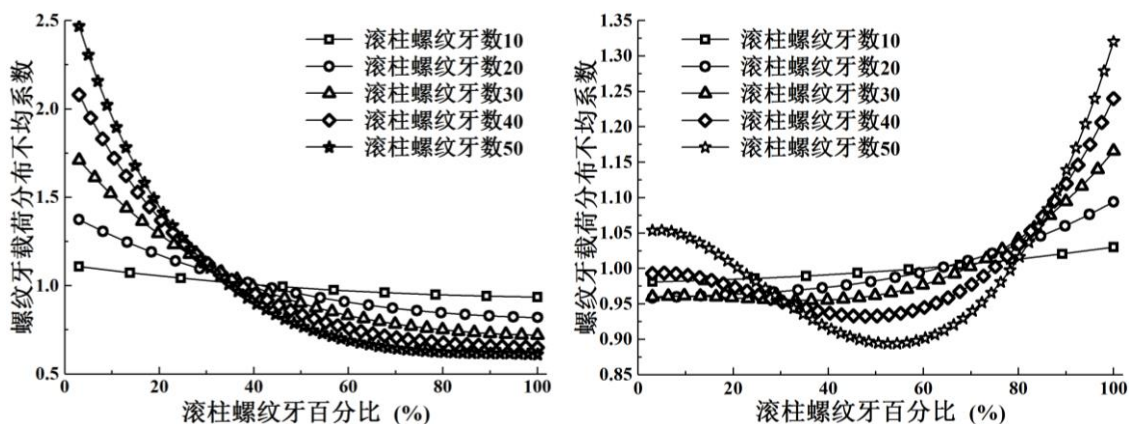 螺纹牙载荷分布不均系数
2.5
2.0
1.5
1.0
0.5
0
20
40
60
80
100
滚柱螺纹牙百分比 (%)
滚柱螺纹牙数10
滚柱螺纹牙数20
滚柱螺纹牙数30
滚柱螺纹牙数40
滚柱螺纹牙数50
螺纹牙载荷分布不均系数
1.35
1.30
1.25
1.20
1.15
1.10
1.05
1.00
0.95
0.90
0.85
0
20
40
60
80
100
滚柱螺纹牙百分比 (%)
滚柱螺纹牙数10
滚柱螺纹牙数20
滚柱螺纹牙数30
滚柱螺纹牙数40
滚柱螺纹牙数50